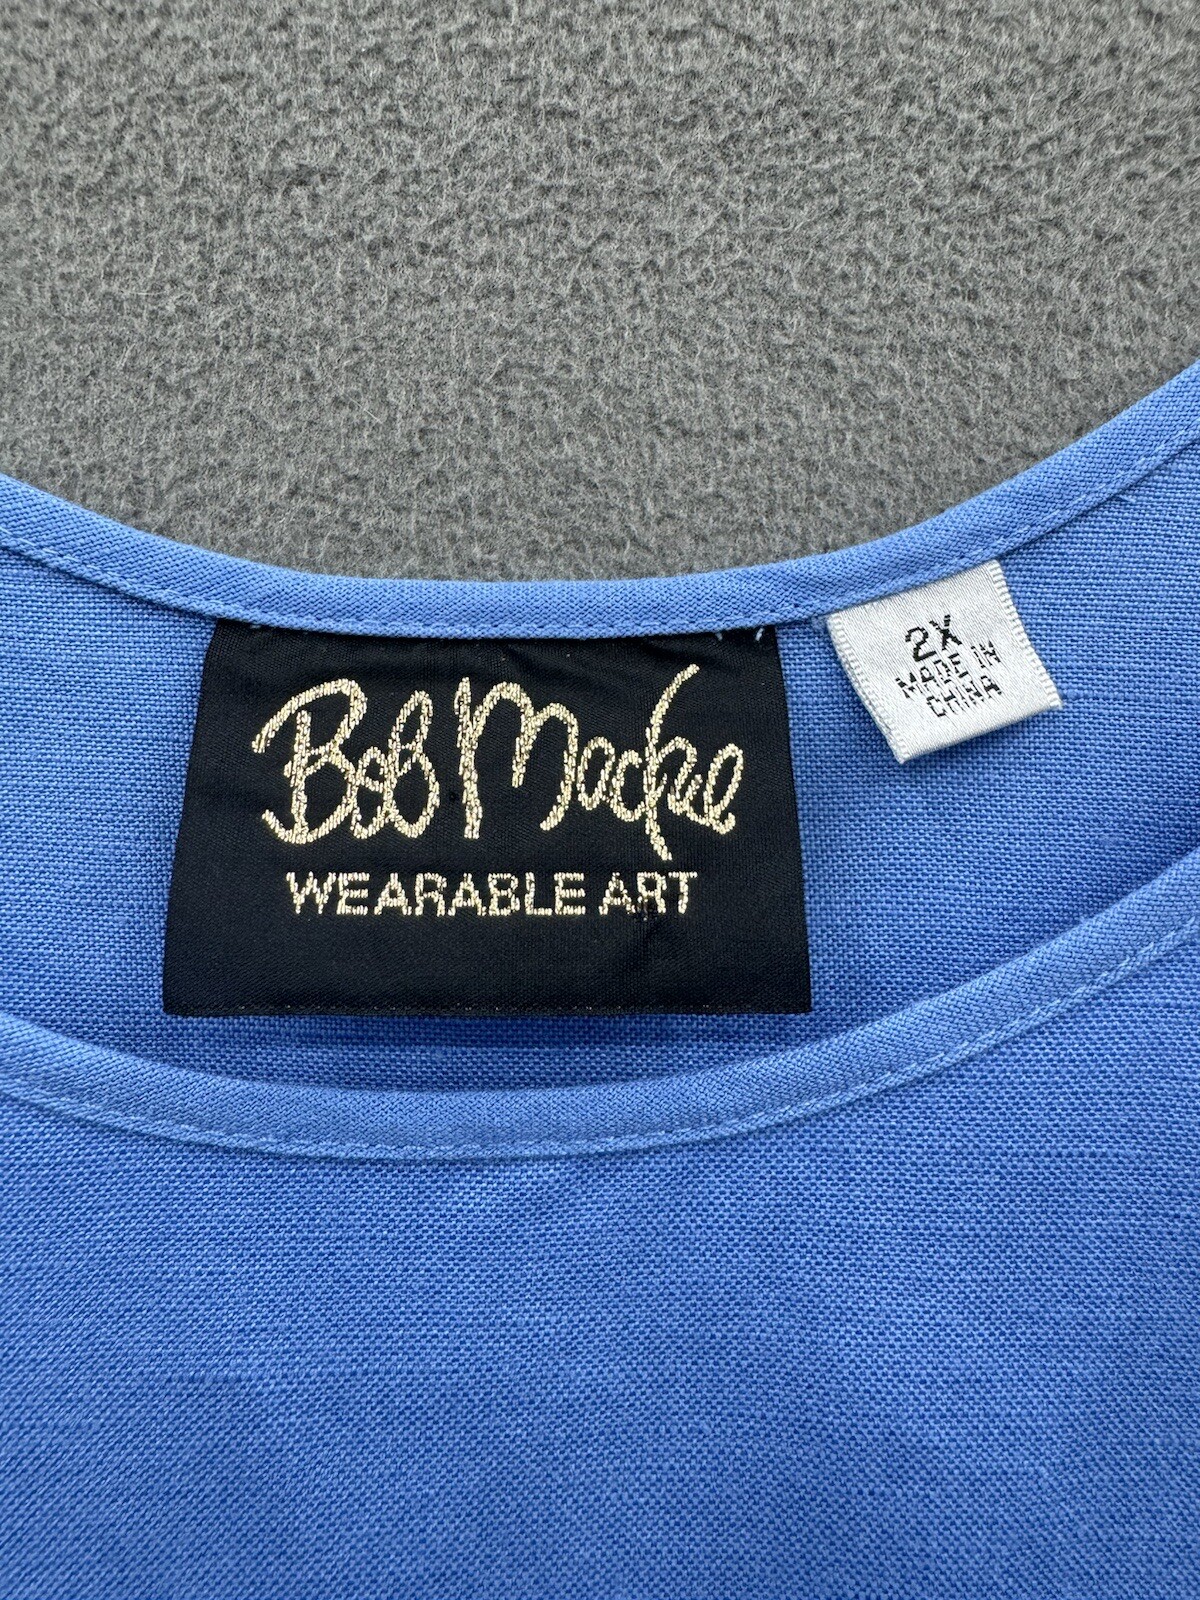 Bob Mackie
WEARABLE ART
2X
MADE IN
CHINA